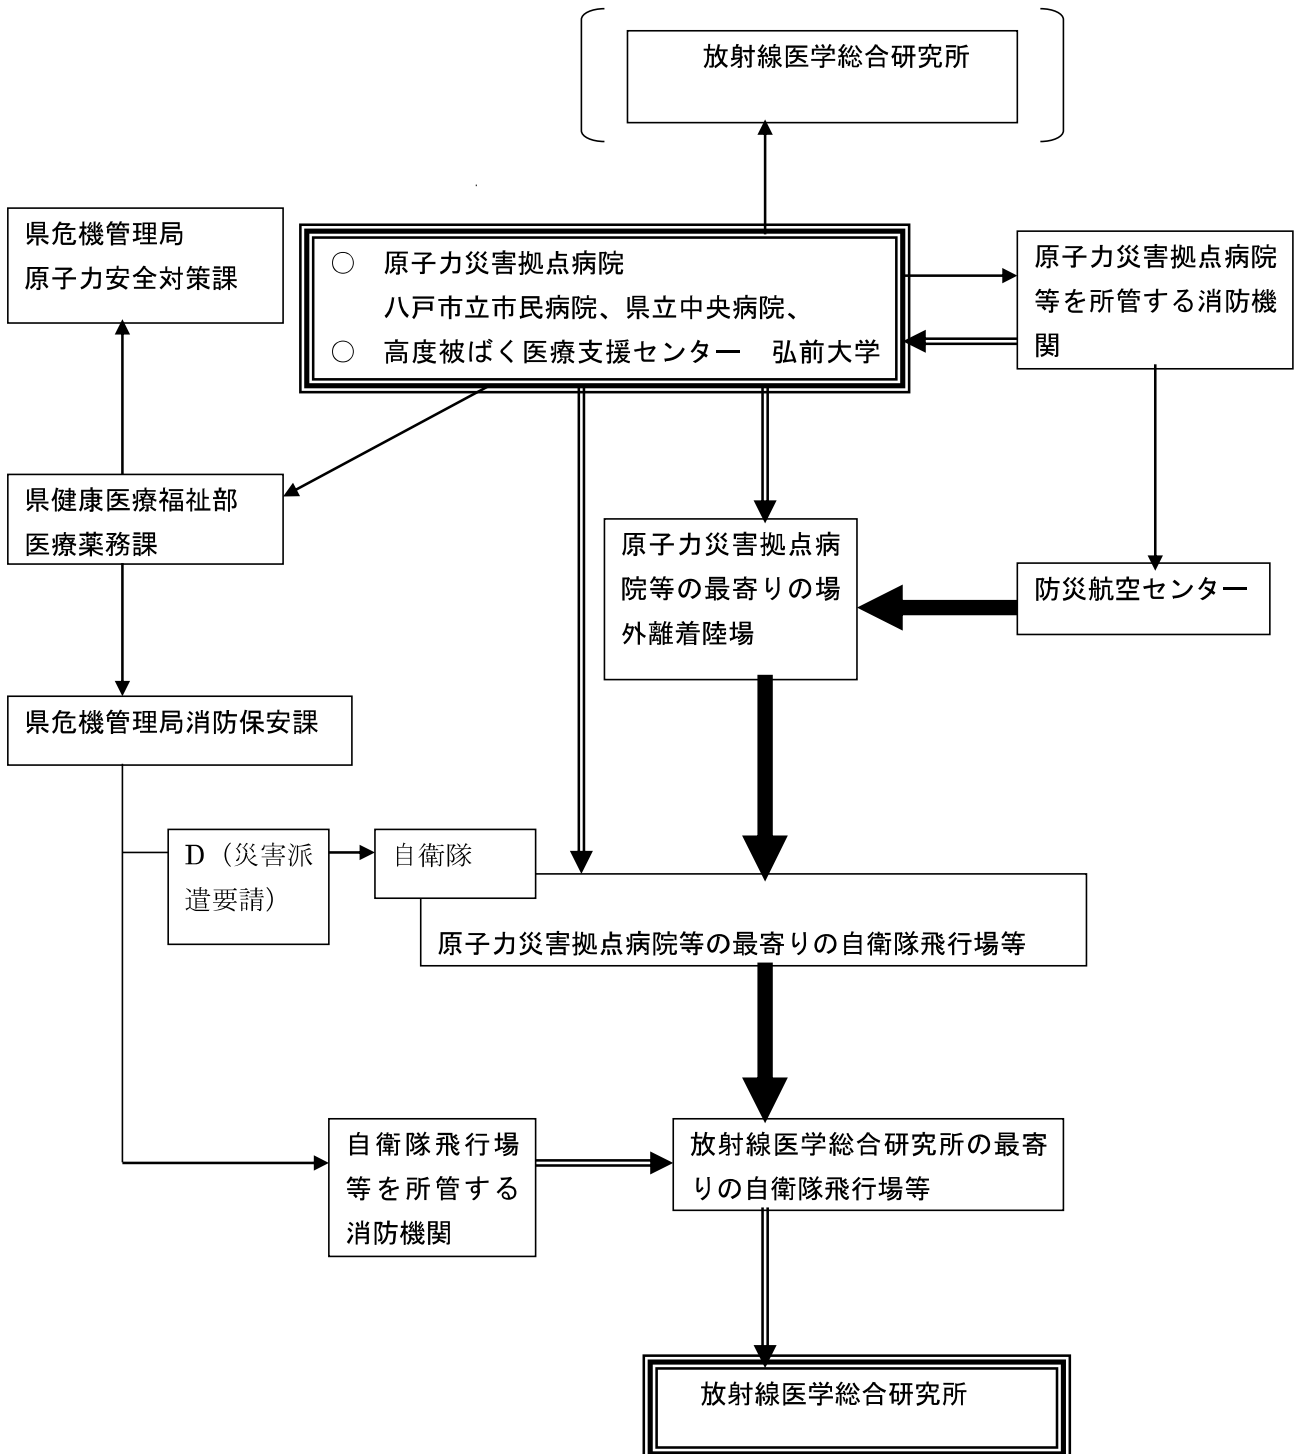 放射線医学総合研究所
県危機管理局
原子力安全対策課
○ 原子力災害拠点病院
八戸市立市民病院、県立中央病院、
○ 高度被ばく医療支援センター 弘前大学
原子力災害拠点病院
等を所管する消防機
関
県健康医療福祉部
医療薬務課
原子力災害拠点病
院等の最寄りの場
外離着陸場
防災航空センター
県危機管理局消防保安課
D（災害派
遣要請）
自衛隊
原子力災害拠点病院等の最寄りの自衛隊飛行場等
自衛隊飛行場
等を所管する
消防機関
放射線医学総合研究所の最寄
りの自衛隊飛行場等
放射線医学総合研究所